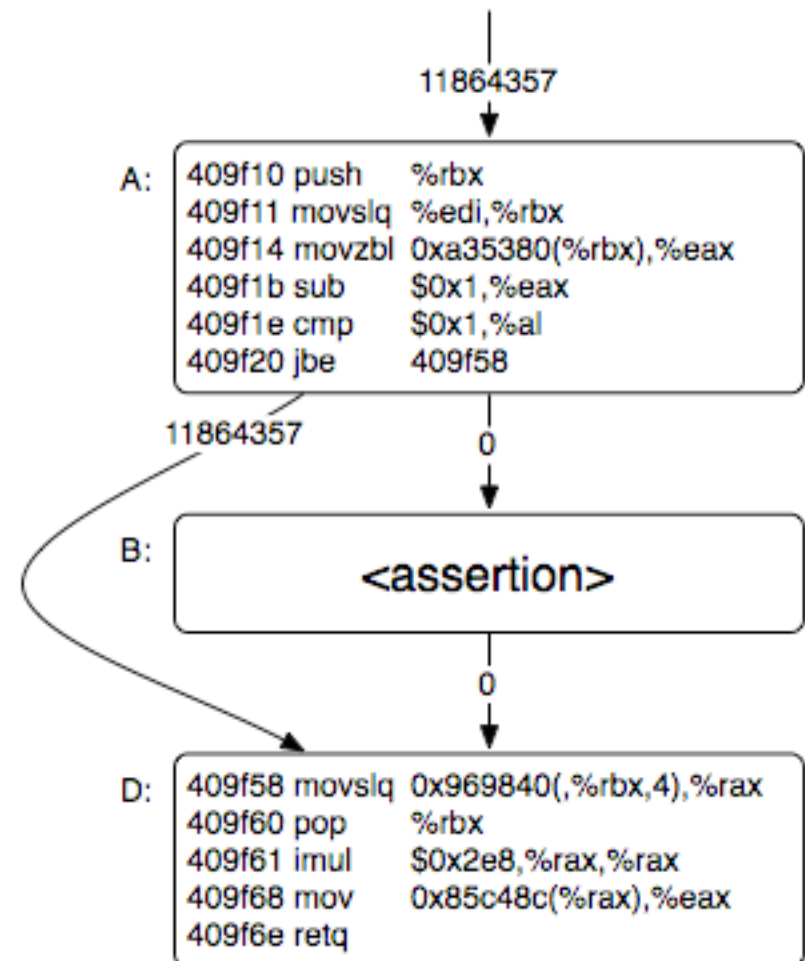 11864357
A:
409f10 push %rbx
409f11 movslq %edi,%rbx
409f14 movzbl 0xa35380(%rbx),%eax
409f1b sub $0x1,%eax
409f1e cmp $0x1,%al
409f20 jbe 409f58
11864357
0
B:
<assertion>
0
D:
409f58 movslq 0x969840(,%rbx,4),%rax
409f60 pop %rbx
409f61 imul $0x2e8,%rax,%rax
409f68 mov 0x85c48c(%rax),%eax
409f6e retq